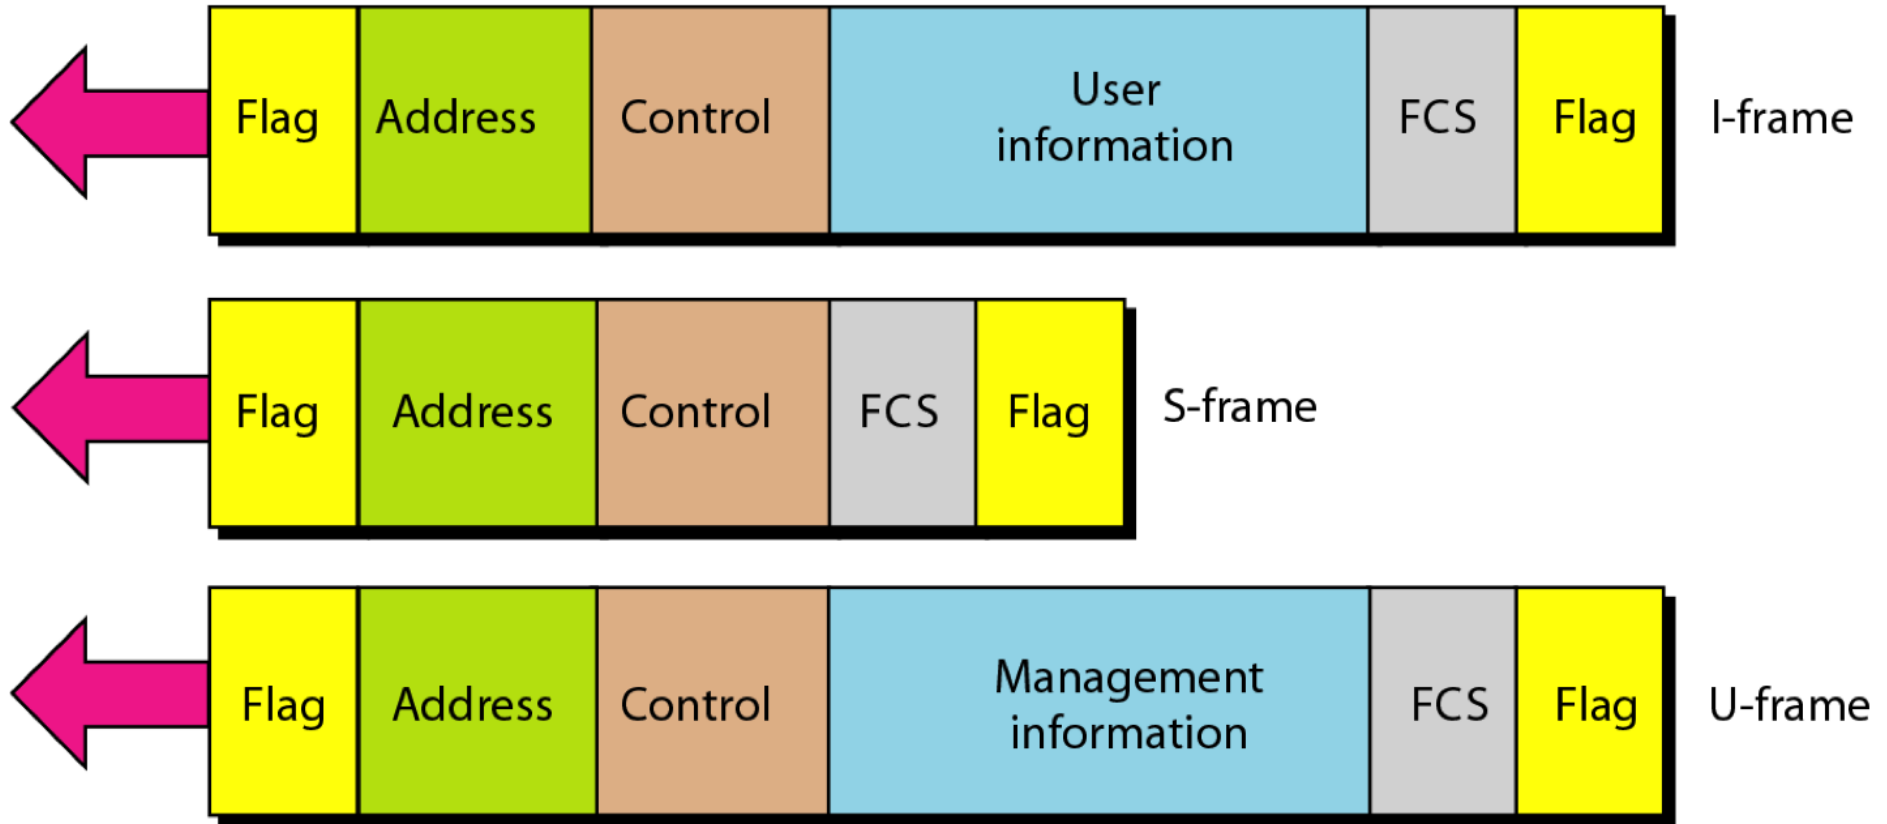 Flag Address Control User information FCS Flag I-frame
Flag Address Control FCS Flag S-frame
Flag Address Control Management information FCS Flag U-frame